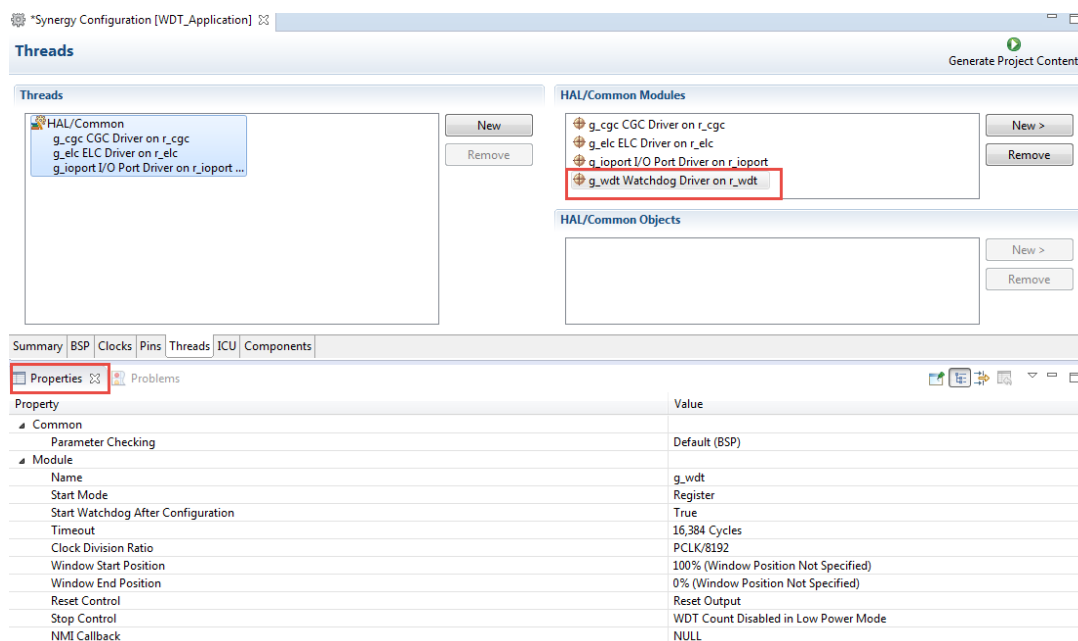 *Synergy Configuration [WDT_Application]
Threads
Generate Project Content
Threads
HAL/Common
g_cgc CGC Driver on r_cgc
g_elc ELC Driver on r_elc
g_ioport I/O Port Driver on r_ioport ...
New
Remove
HAL/Common Modules
g_cgc CGC Driver on r_cgc
g_elc ELC Driver on r_elc
g_ioport I/O Port Driver on r_ioport
g_wdt Watchdog Driver on r_wdt
New >
Remove
HAL/Common Objects
New >
Remove
Summary BSP Clocks Pins Threads ICU Components
Properties Problems
Property Value
Common
Parameter Checking Default (BSP)
Module
Name g_wdt
Start Mode Register
Start Watchdog After Configuration True
Timeout 16,384 Cycles
Clock Division Ratio PCLK/8192
Window Start Position 100% (Window Position Not Specified)
Window End Position 0% (Window Position Not Specified)
Reset Control Reset Output
Stop Control WDT Count Disabled in Low Power Mode
NMI Callback NULL